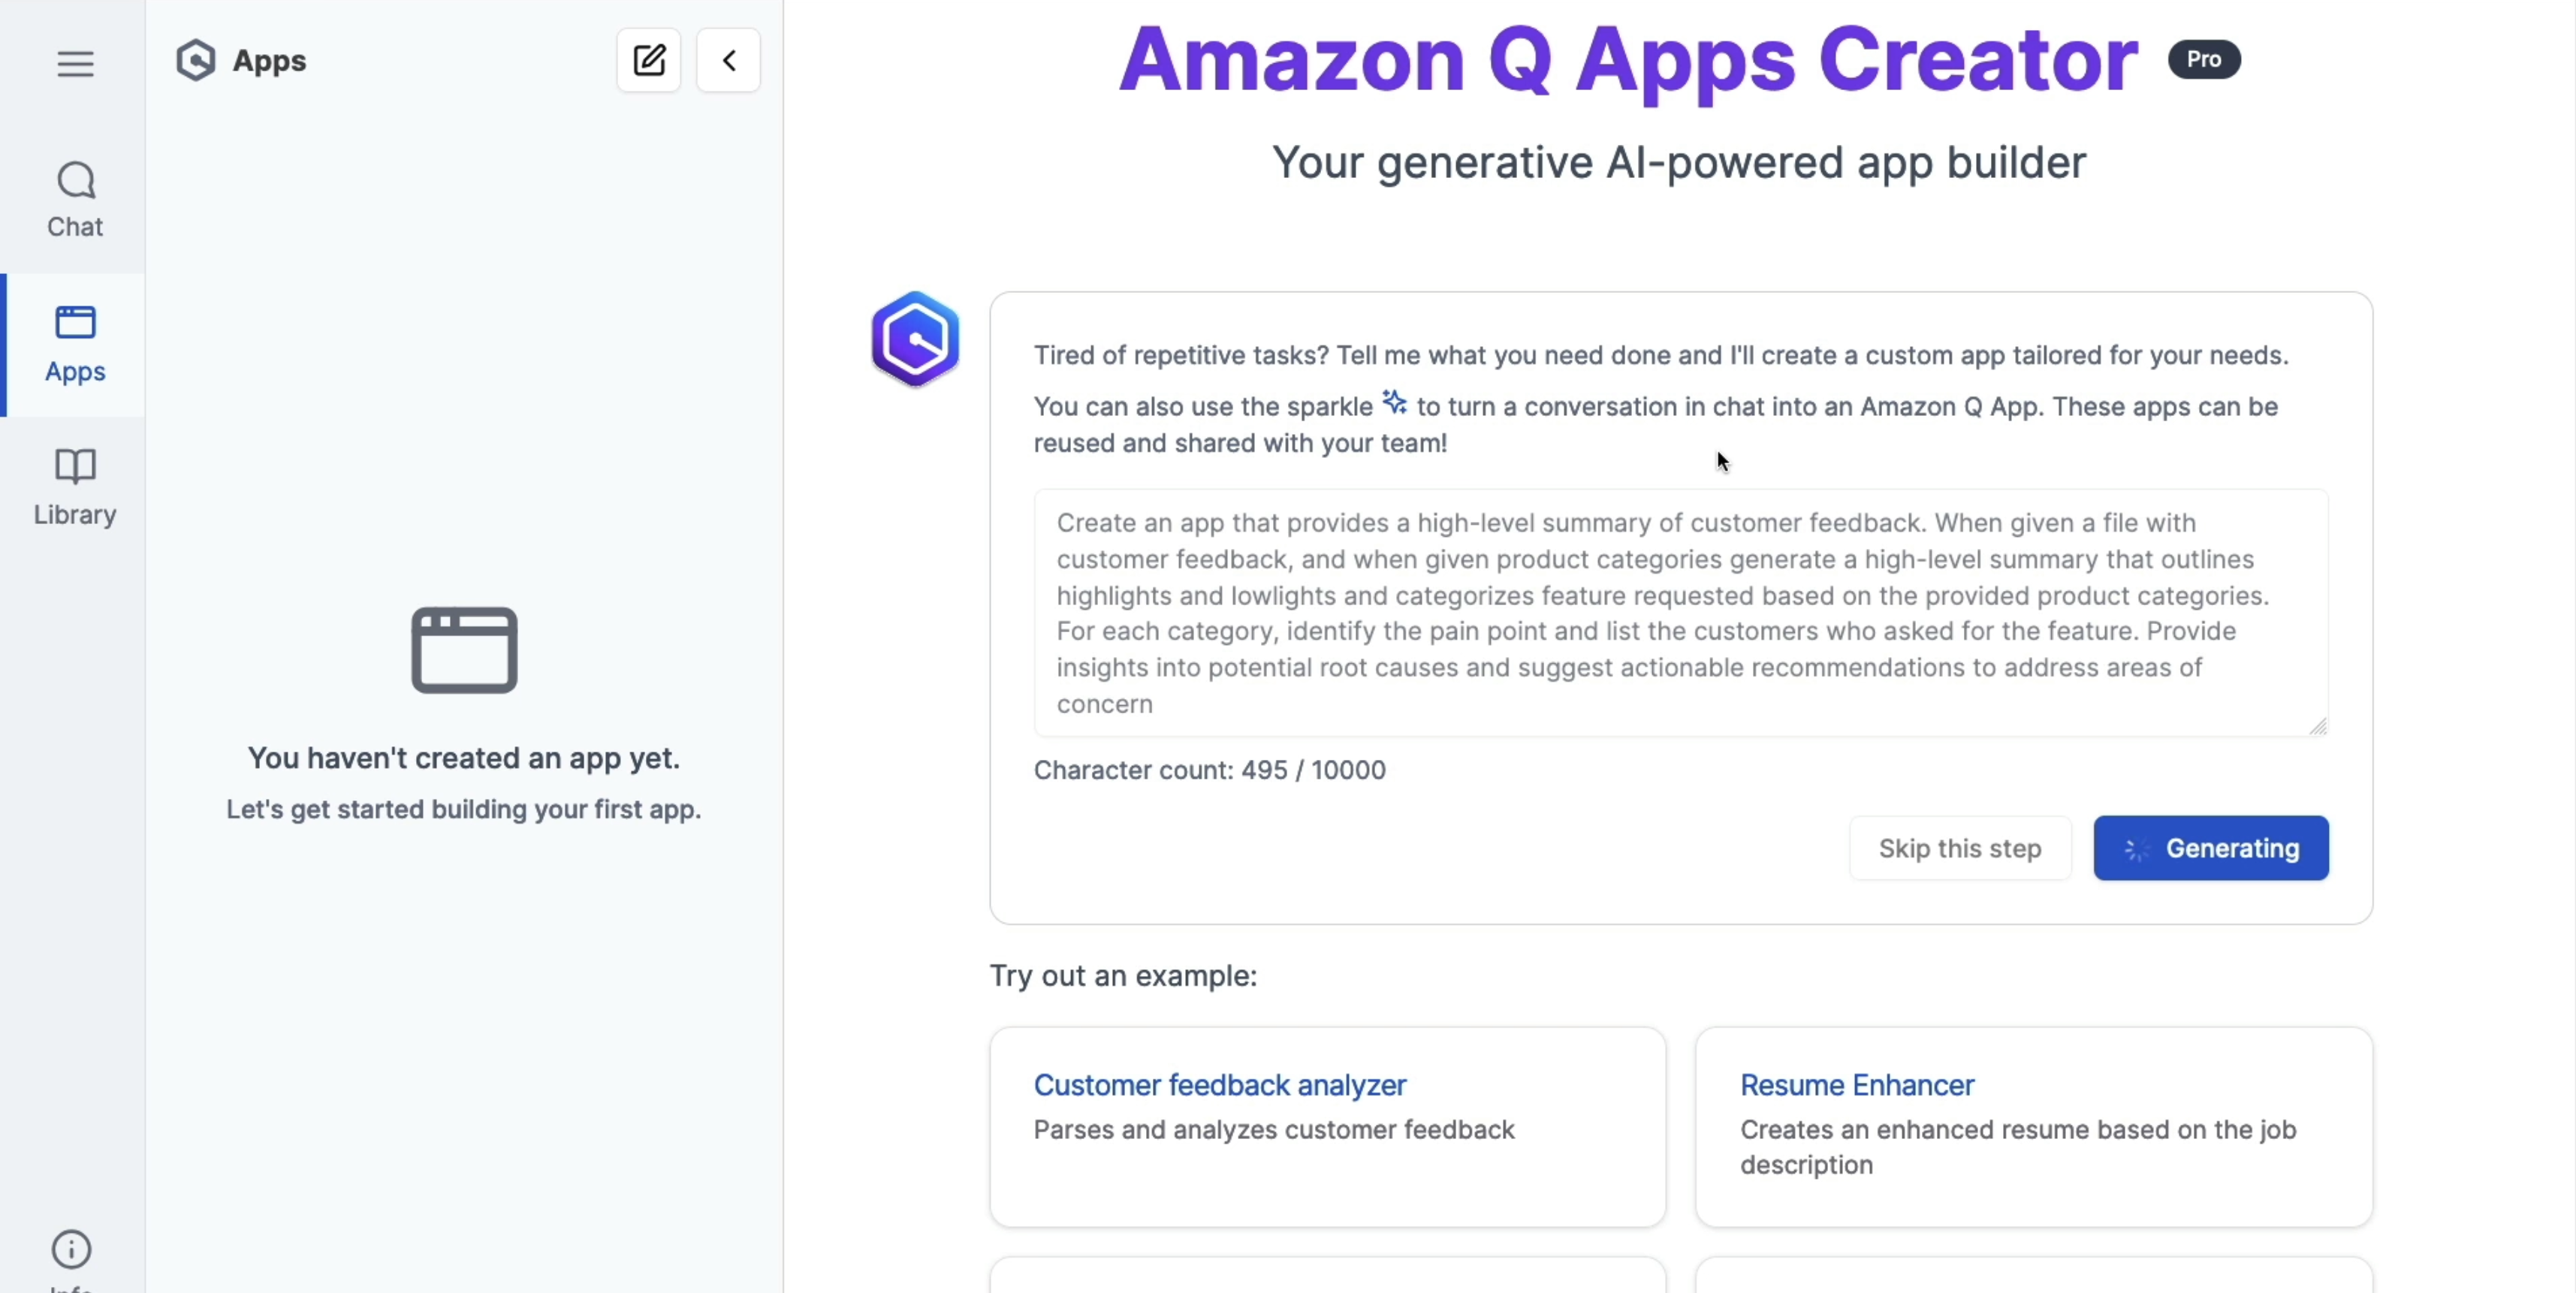 Apps
Chat
Apps
Library
You haven't created an app yet.
Let's get started building your first app.
Amazon Q Apps Creator Pro
Your generative AI-powered app builder
Tired of repetitive tasks? Tell me what you need done and I'll create a custom app tailored for your needs.
You can also use the sparkle to turn a conversation in chat into an Amazon Q App. These apps can be
reused and shared with your team!
Create an app that provides a high-level summary of customer feedback. When given a file with
customer feedback, and when given product categories generate a high-level summary that outlines
highlights and lowlights and categorizes feature requested based on the provided product categories.
For each category, identify the pain point and list the customers who asked for the feature. Provide
insights into potential root causes and suggest actionable recommendations to address areas of
concern
Character count: 495 / 10000
Skip this step
Generating
Try out an example:
Customer feedback analyzer
Parses and analyzes customer feedback
Resume Enhancer
Creates an enhanced resume based on the job
description